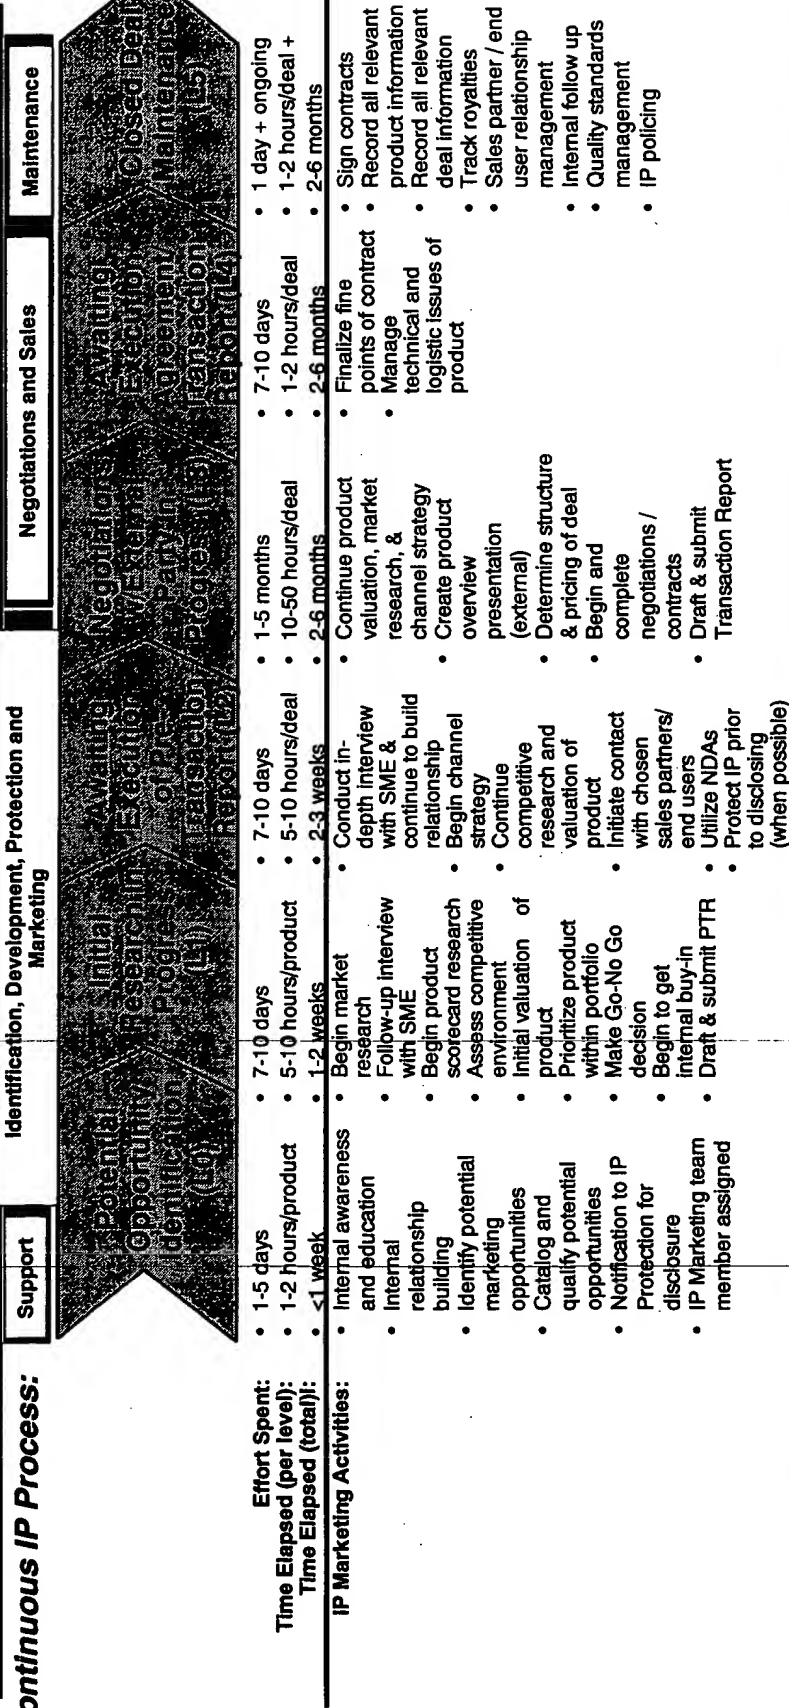 ontinuous IP Process:
Support
Identification, Development, Protection and
Marketing
Negotiations and Sales
Maintenance
Potential
Opportunity
Identification
(L0)
Initial
Research in
Progress
(L1)
Awaiting
Execution
of Pre-
Transaction
Report (L2)
Negotiations
w/External
Party in
Progress (L3)
Awaiting
Execution
Agreement/
Transaction
Report (L4)
Closed Deal
Maintenance
(L5)
Effort Spent:
Time Elapsed (per level):
Time Elapsed (total)I:
• 1-5 days
• 1-2 hours/product
• <1 week
• 7-10 days
• 5-10 hours/product
• 1-2 weeks
• 7-10 days
• 5-10 hours/deal
• 2-3 weeks
• 1-5 months
• 10-50 hours/deal
• 2-6 months
• 7-10 days
• 1-2 hours/deal
• 2-6 months
• 1 day + ongoing
• 1-2 hours/deal +
• 2-6 months
IP Marketing Activities:
• Internal awareness
and education
• Internal
relationship
building
• Identify potential
marketing
opportunities
• Catalog and
qualify potential
opportunities
• Notification to IP
Protection for
disclosure
• IP Marketing team
member assigned
• Begin market
research
• Follow-up interview
with SME
• Begin product
scorecard research
• Assess competitive
environment
• Initial valuation of
product
• Prioritize product
within portfolio
• Make Go-No Go
decision
• Begin to get
internal buy-in
• Draft & submit PTR
• Conduct in-
depth interview
with SME &
continue to build
relationship
• Begin channel
strategy
• Continue
competitive
research and
valuation of
product
• Initiate contact
with chosen
sales partners/
end users
• Utilize NDAs
• Protect IP prior
to disclosing
(when possible)
• Continue product
valuation, market
research, &
channel strategy
• Create product
overview
presentation
(external)
• Determine structure
& pricing of deal
• Begin and
complete
negotiations /
contracts
• Draft & submit
Transaction Report
• Finalize fine
points of contract
• Manage
technical and
logistic issues of
product
• Sign contracts
• Record all relevant
product information
• Record all relevant
deal information
• Track royalties
• Sales partner / end
user relationship
management
• Internal follow up
• Quality standards
management
• IP policing